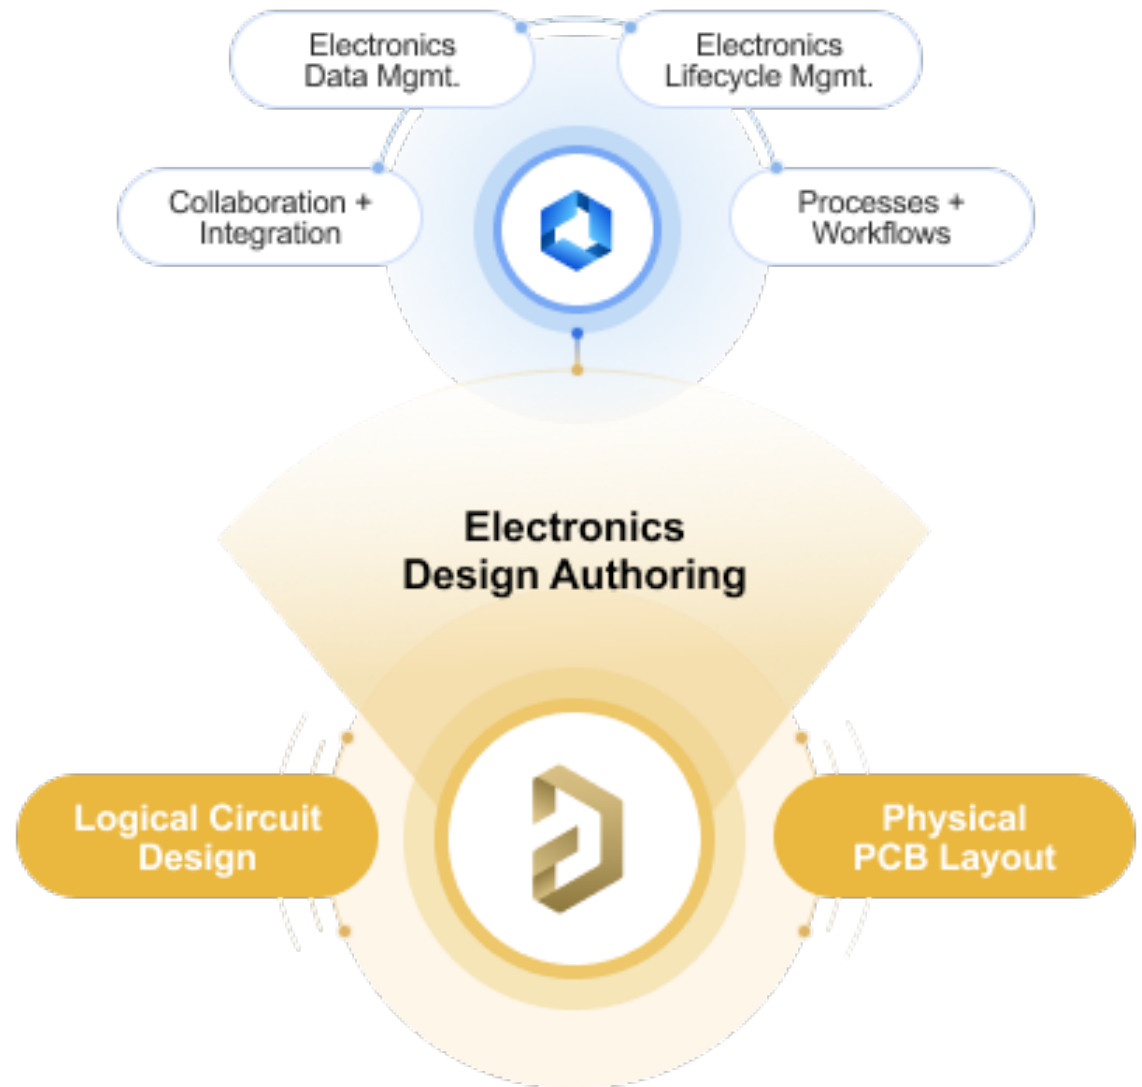 Electronics
Data Mgmt.
Electronics
Lifecycle Mgmt.
Collaboration +
Integration
Processes +
Workflows
Electronics
Design Authoring
Logical Circuit
Design
Physical
PCB Layout